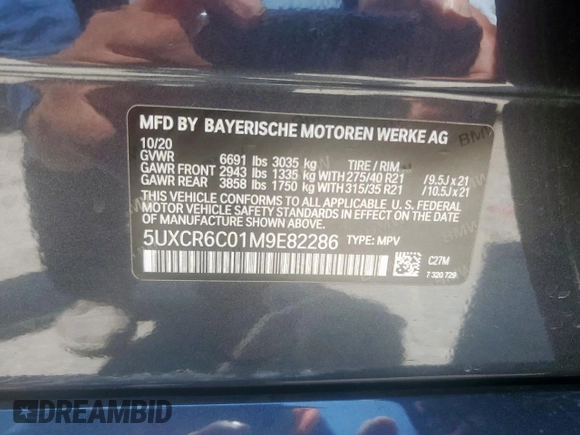 MFD BY BAYERISCHE MOTOREN WERKE AG
10/20
GVWR 6691 lbs 3035 kg TIRE / RIM
GAWR FRONT 2943 lbs 1335 kg WITH 275/40 R21 /9.5J x 21
GAWR REAR 3858 lbs 1750 kg WITH 315/35 R21 /10.5J x 21
THIS VEHICLE CONFORMS TO ALL APPLICABLE U.S. FEDERAL
MOTOR VEHICLE SAFETY STANDARDS IN EFFECT ON THE DATE
OF MANUFACTURE SHOWN ABOVE.
5UXCR6C01M9E82286 TYPE: MPV
C27M
7 320 729
BMW
BMW
DREAMBID